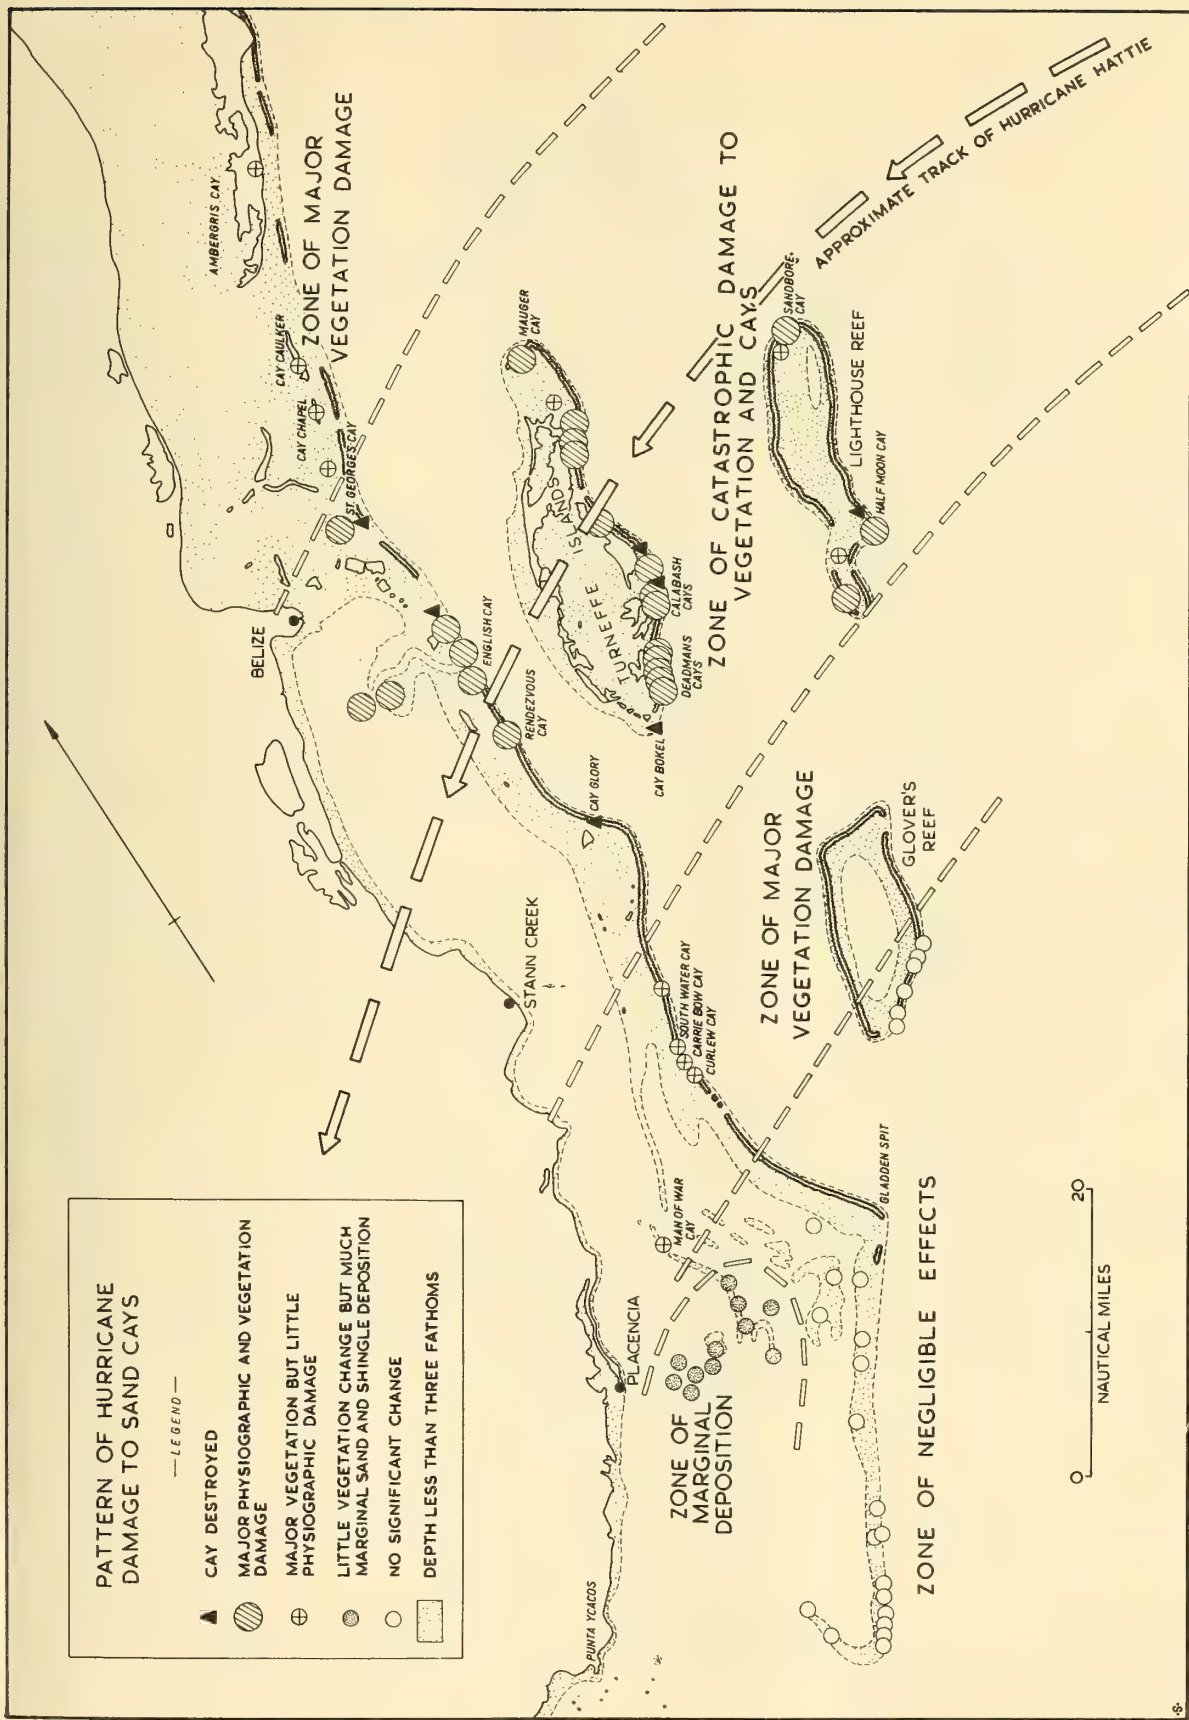 PATTERN OF HURRICANE
DAMAGE TO SAND CAYS
—LEGEND—
CAY DESTROYED
MAJOR PHYSIOGRAPHIC AND VEGETATION
DAMAGE
MAJOR VEGETATION BUT LITTLE
PHYSIOGRAPHIC DAMAGE
LITTLE VEGETATION CHANGE BUT MUCH
MARGINAL SAND AND SHINGLE DEPOSITION
NO SIGNIFICANT CHANGE
DEPTH LESS THAN THREE FATHOMS
AMBERGRIS CAY
ZONE OF MAJOR
VEGETATION DAMAGE
CAY CAULKER
CAY CHAPEL
ST. GEORGES CAY
BELIZE
ENGLISH CAY
RENDEZVOUS
CAY
MAUGER
CAY
TURNEFFE ISLANDS
CALABASH
CAYS
DEADMANS
CAYS
CAY BOKEL
CAY GLORY
ZONE OF CATASTROPHIC DAMAGE TO
VEGETATION AND CAYS
SANDBORE
CAY
APPROXIMATE TRACK OF HURRICANE HATTIE
LIGHTHOUSE REEF
HALF MOON CAY
STANN CREEK
SOUTH WATER CAY
CARRIE BOW CAY
CURLEW CAY
ZONE OF MAJOR
VEGETATION DAMAGE
GLOVER'S
REEF
MAN OF WAR
CAY
GLADDEN SPIT
PLACENCIA
ZONE OF
MARGINAL
DEPOSITION
ZONE OF NEGLIGIBLE EFFECTS
PUNTA YCACOS
0 20
NAUTICAL MILES
·S·